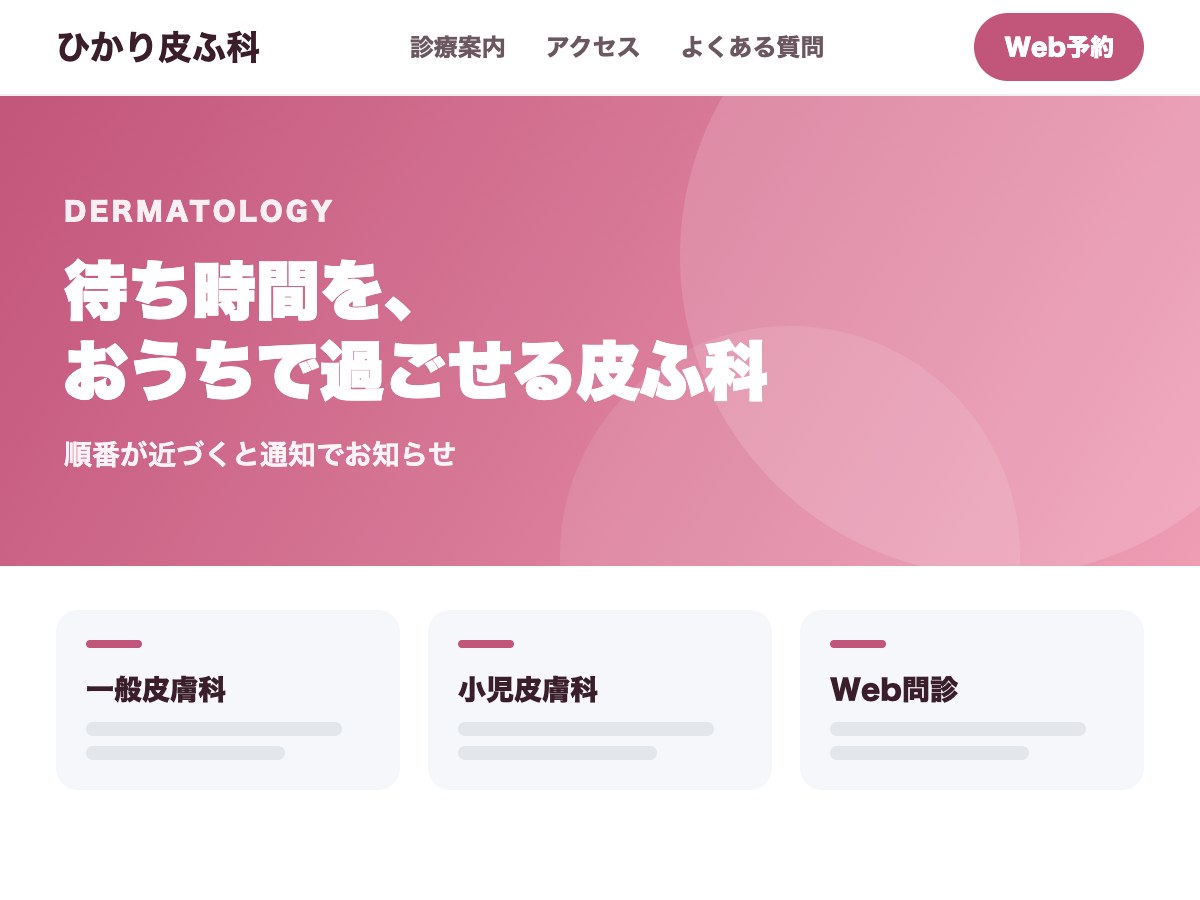 ひかり皮ふ科
診療案内
アクセス
よくある質問
Web予約
DERMATOLOGY
待ち時間を、
おうちで過ごせる皮ふ科
順番が近づくと通知でお知らせ
一般皮膚科
小児皮膚科
Web問診